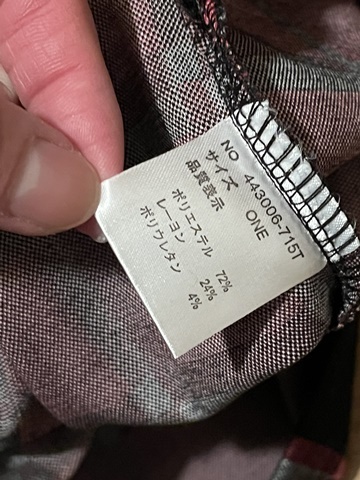 NO 443006-715T
サイズ ONE
品質表示
ポリエステル 72%
レーヨン 24%
ポリウレタン 4%